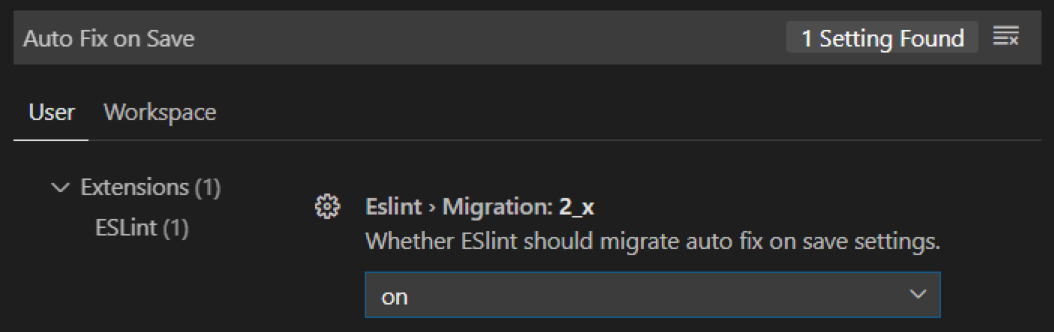 Auto Fix on Save
1 Setting Found
User Workspace
Extensions (1)
ESLint (1)
Eslint › Migration: 2_x
Whether ESlint should migrate auto fix on save settings.
on